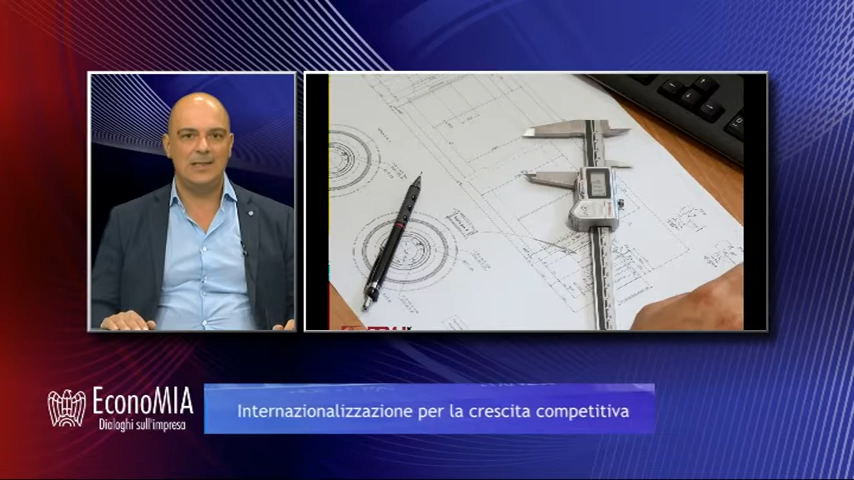 EconoMIA
Dialoghi sull'impresa
Internazionalizzazione per la crescita competitiva